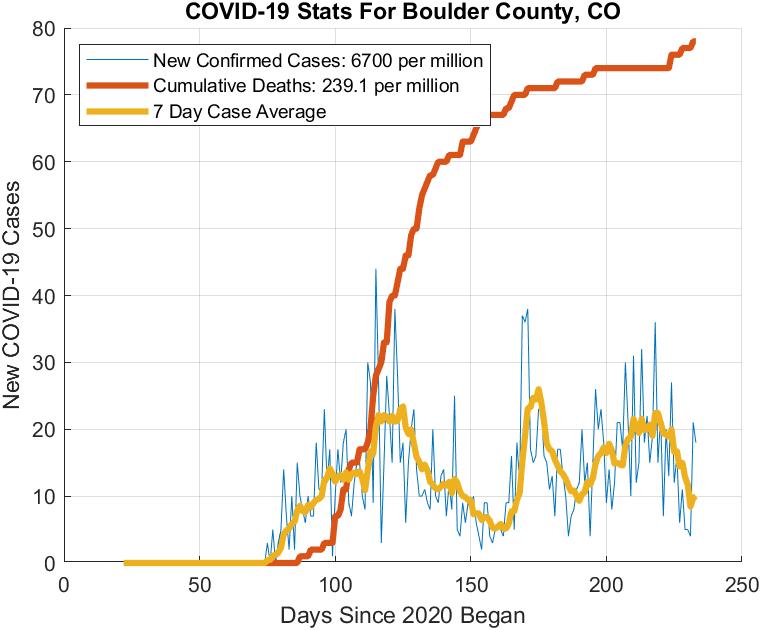 COVID-19 Stats For Boulder County, CO
80
70
60
50
40
30
20
10
0
New COVID-19 Cases
New Confirmed Cases: 6700 per million
Cumulative Deaths: 239.1 per million
7 Day Case Average
0
50
100
150
200
250
Days Since 2020 Began